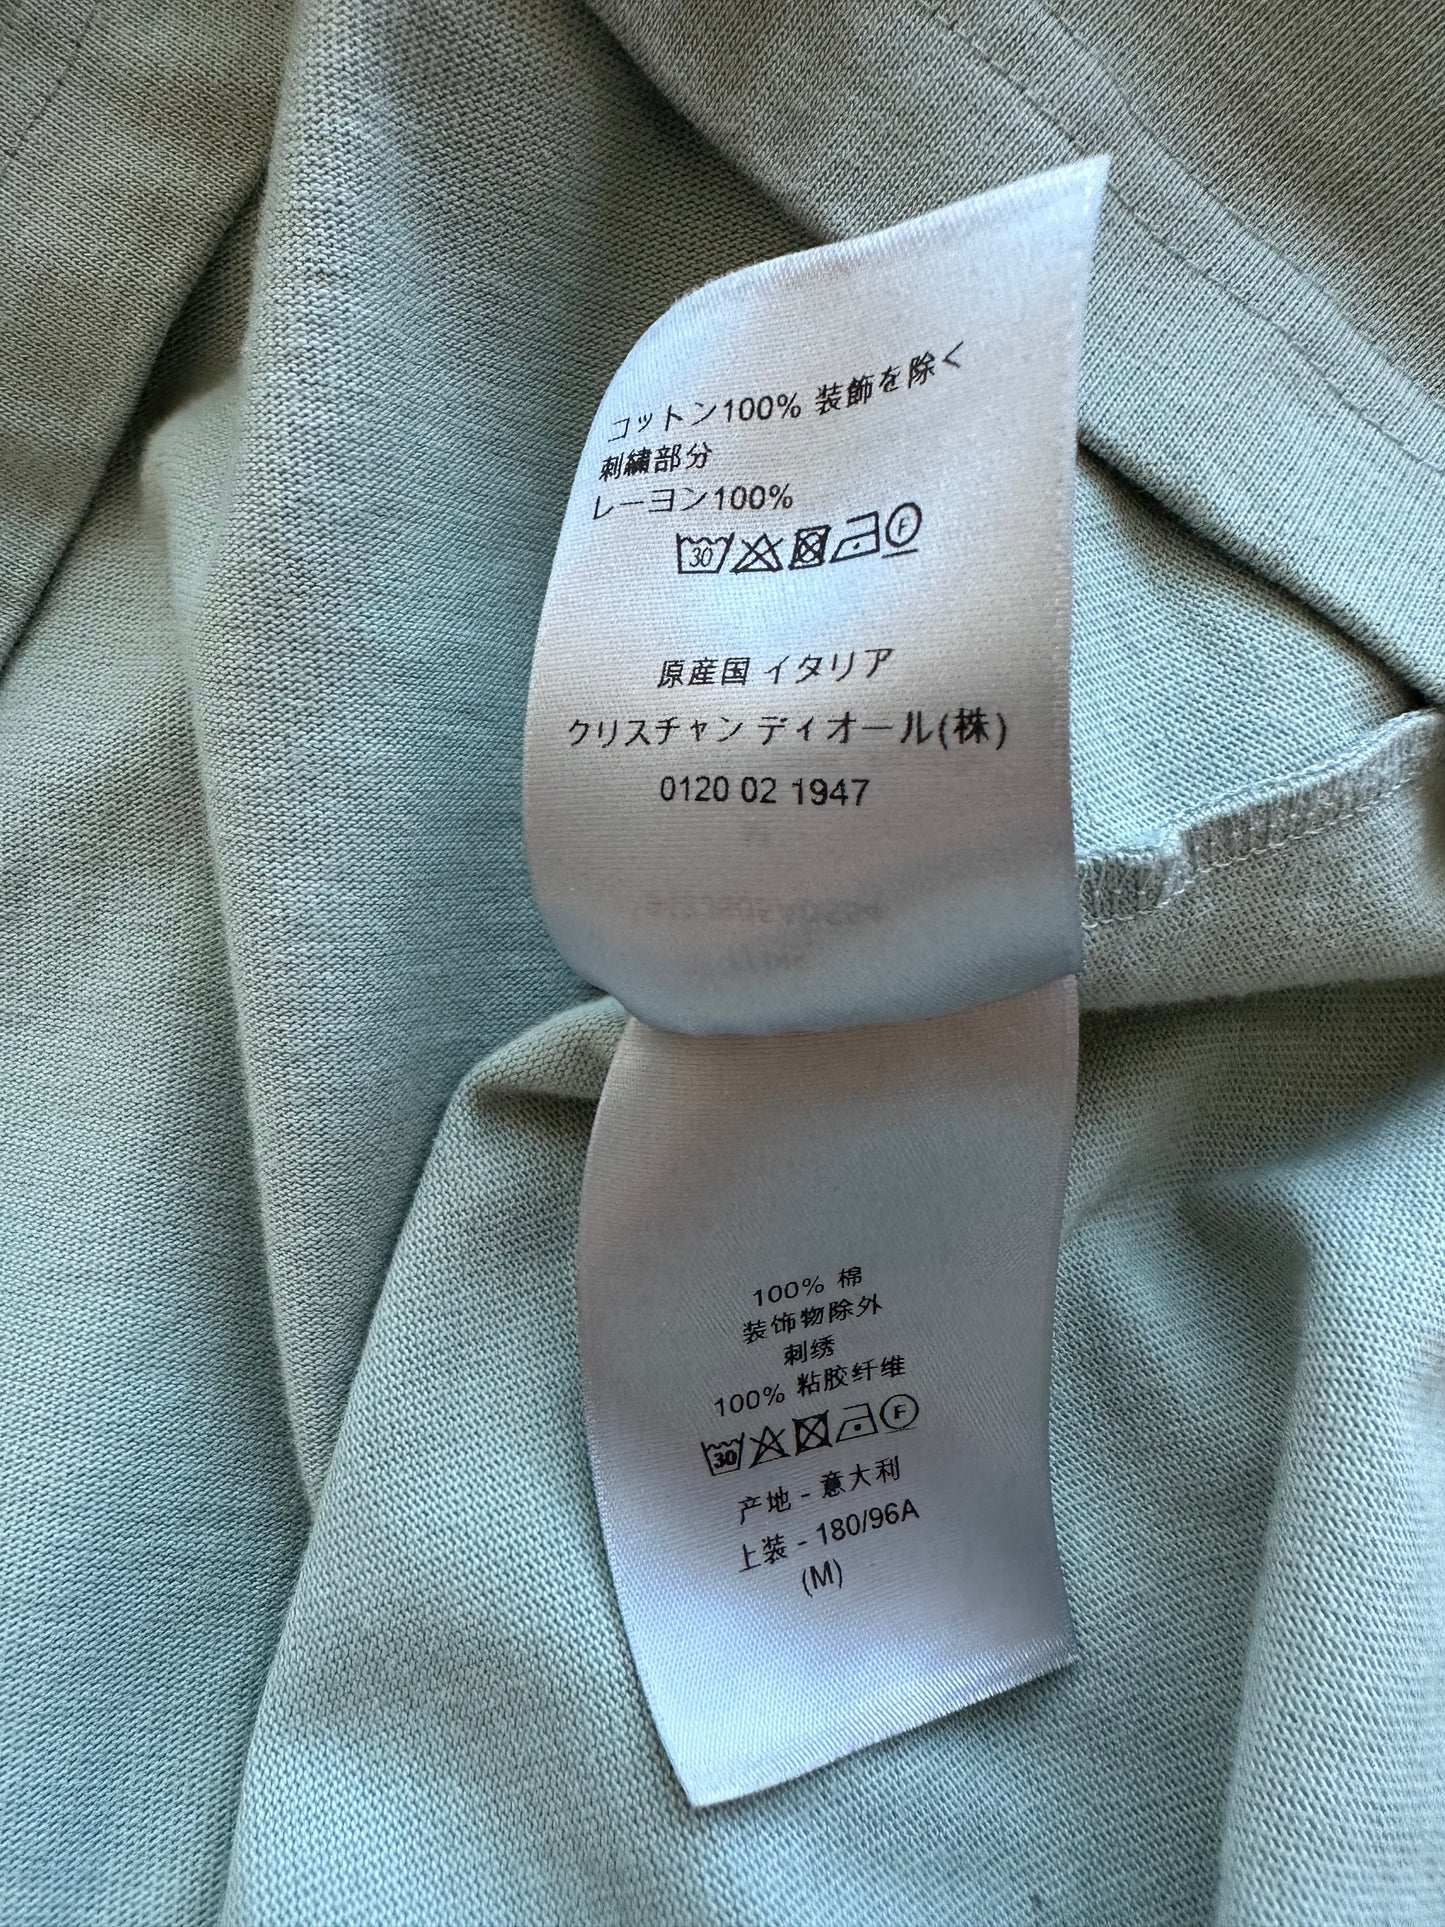 コットン100% 装飾を除く
刺繍部分
レーヨン100%
30 F
原産国 イタリア
クリスチャン ディオール(株)
0120 02 1947
100% 棉
装饰物除外
刺绣
100% 粘胶纤维
30 F
产地 - 意大利
上装 - 180/96A
(M)